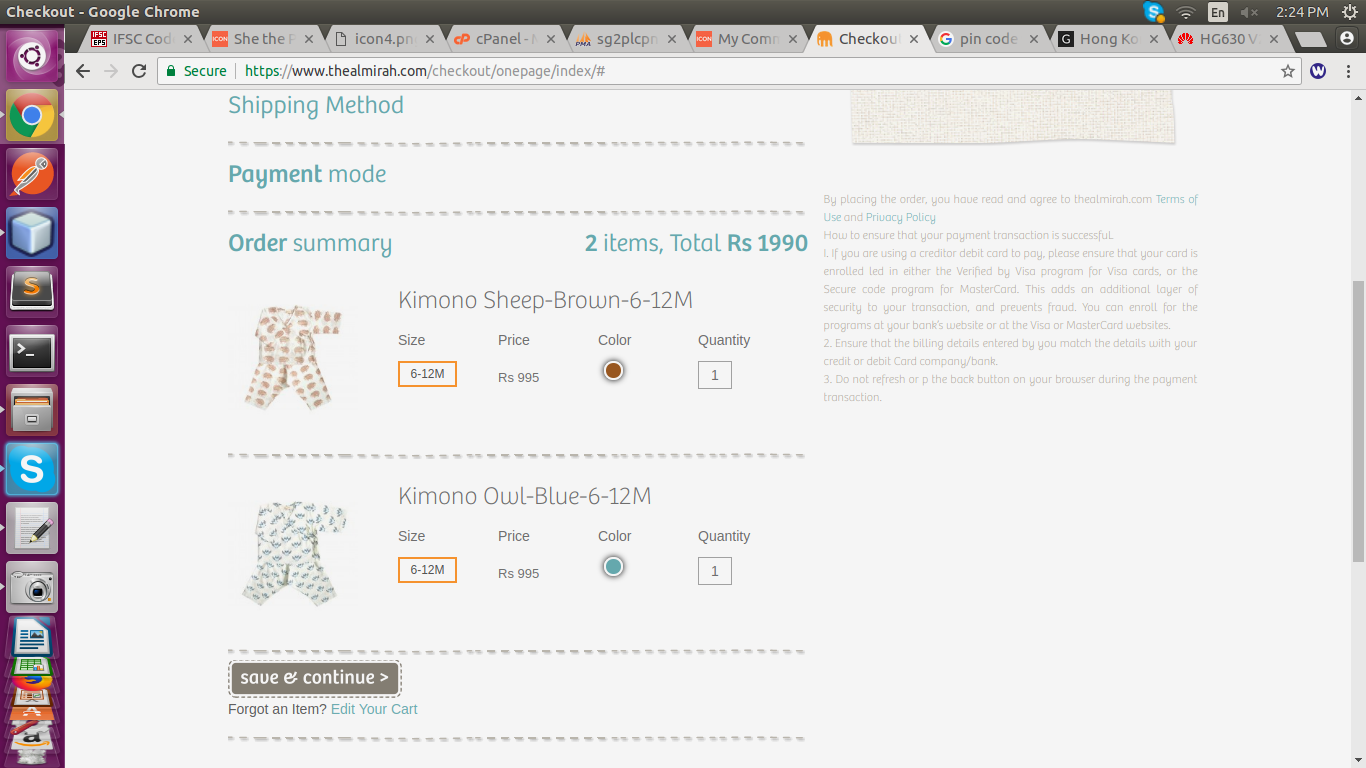 Checkout - Google Chrome
En
2:24 PM
IFSC EPS
IFSC Cod
She the P
icon4.pn
cPanel - M
PMA
sg2plcpn
My Comm
Checkou
pin code
Hong Ko
HG630 V
Secure
https://www.thealmirah.com/checkout/onepage/index/#
Shipping Method
Payment mode
Order summary
2 items, Total Rs 1990
Kimono Sheep-Brown-6-12M
Size Price Color Quantity
6-12M Rs 995 1
Kimono Owl-Blue-6-12M
Size Price Color Quantity
6-12M Rs 995 1
save & continue >
Forgot an Item? Edit Your Cart
By placing the order, you have read and agree to thealmirah.com Terms of
Use and Privacy Policy
How to ensure that your payment transaction is successful.
1. If you are using a creditor debit card to pay, please ensure that your card is
enrolled led in either the Verified by Visa program for Visa cards, or the
Secure code program for MasterCard. This adds an additional layer of
security to your transaction, and prevents fraud. You can enroll for the
programs at your bank's website or at the Visa or MasterCard websites.
2. Ensure that the billing details entered by you match the details with your
credit or debit Card company/bank.
3. Do not refresh or p the back button on your browser during the payment
transaction.